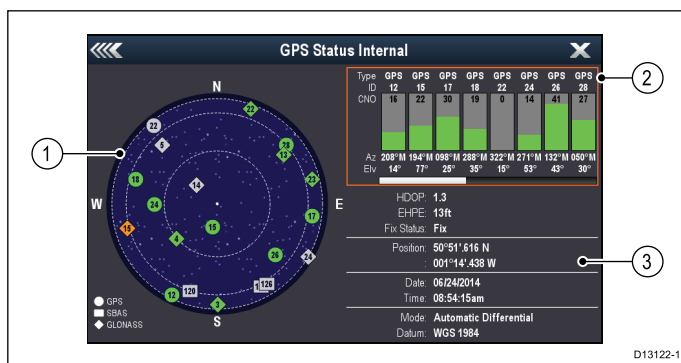 GPS Status Internal
N
W
E
S
22
22
5
28
13
18
14
23
24
17
15
15
4
26
24
12
120
126
3
GPS
SBAS
GLONASS
Type GPS GPS GPS GPS GPS GPS GPS GPS
ID 12 15 17 18 22 24 26 28
CNO 16 22 30 19 0 14 41 27
Az 208°M 194°M 098°M 288°M 322°M 271°M 132°M 050°M
Elv 14° 77° 25° 35° 15° 53° 43° 30°
HDOP: 1.3
EHPE: 13ft
Fix Status: Fix
Position: 50°51'.616 N
: 001°14'.438 W
Date: 06/24/2014
Time: 08:54:15am
Mode: Automatic Differential
Datum: WGS 1984
1
2
3
D13122-1